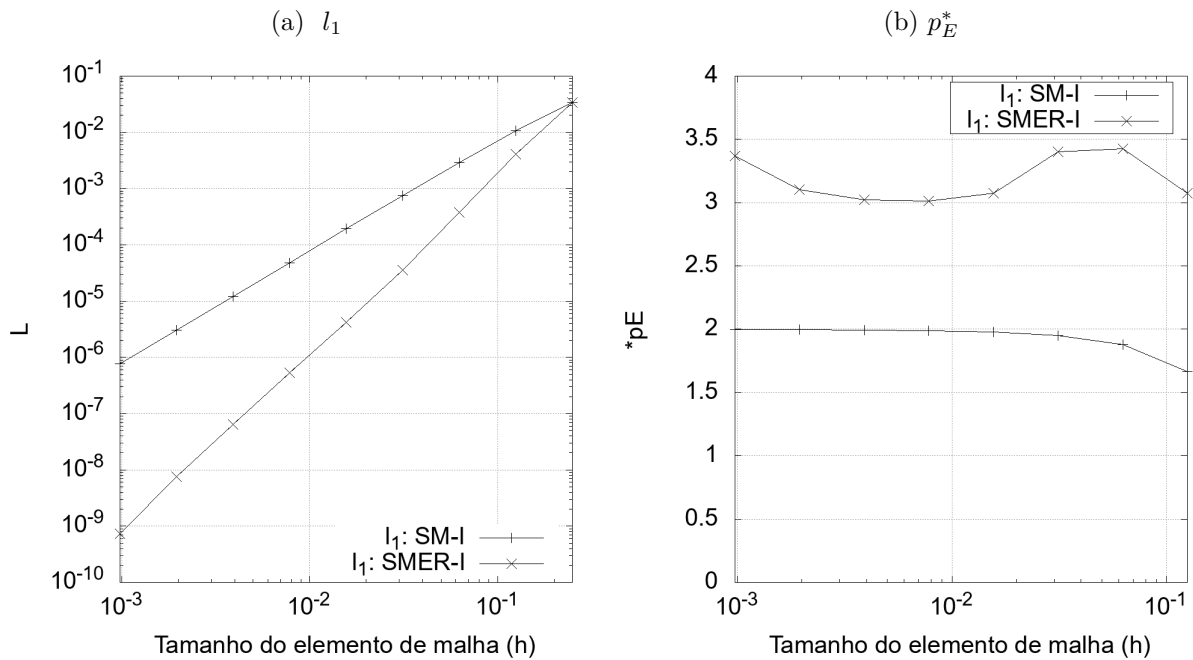 (a) l₁
10⁻¹
10⁻²
10⁻³
10⁻⁴
10⁻⁵
10⁻⁶
10⁻⁷
10⁻⁸
10⁻⁹
10⁻¹⁰
L
l₁: SM-I
l₁: SMER-I
10⁻³ 10⁻² 10⁻¹
Tamanho do elemento de malha (h)
(b) p*_E
4
3.5
3
2.5
2
1.5
1
0.5
0
*pE
l₁: SM-I
l₁: SMER-I
10⁻³ 10⁻² 10⁻¹
Tamanho do elemento de malha (h)